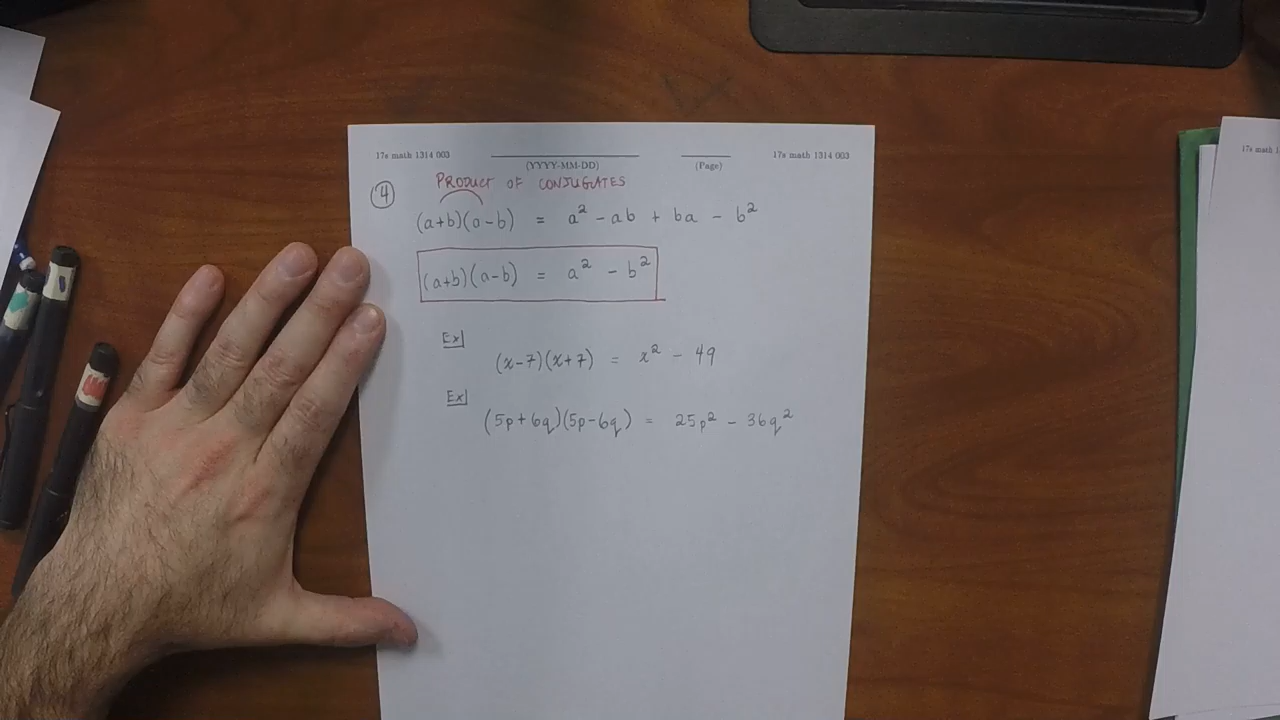 17s math 1314 003 (YYYY-MM-DD) (Page) 17s math 1314 003
④ PRODUCT OF CONJUGATES
(a+b)(a-b) = a² - ab + ba - b²
(a+b)(a-b) = a² - b²
Ex
(x-7)(x+7) = x² - 49
Ex
(5p+6q)(5p-6q) = 25p² - 36q²
17s m